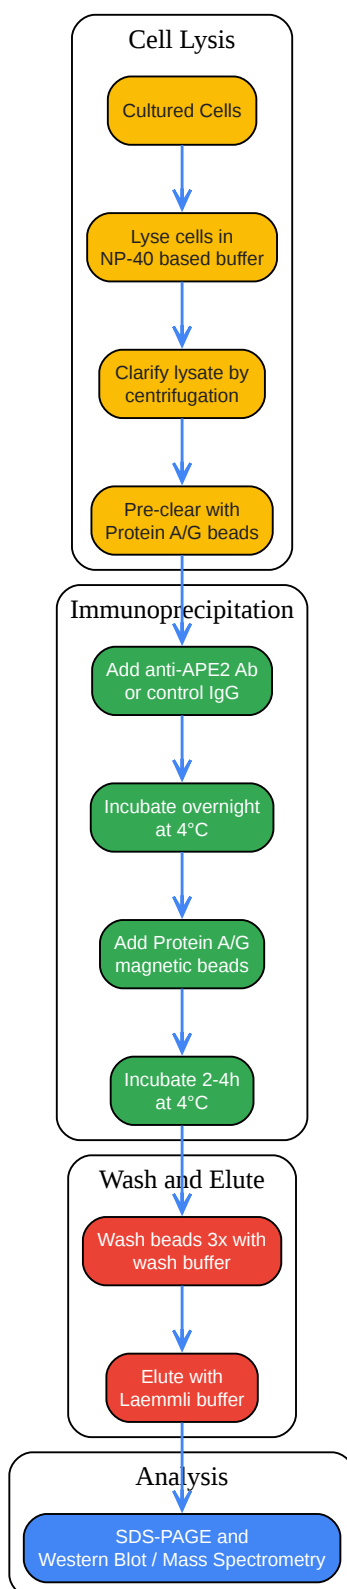 Cell Lysis
Cultured Cells
Lyse cells in
NP-40 based buffer
Clarify lysate by
centrifugation
Pre-clear with
Protein A/G beads
Immunoprecipitation
Add anti-APE2 Ab
or control IgG
Incubate overnight
at 4°C
Add Protein A/G
magnetic beads
Incubate 2-4h
at 4°C
Wash and Elute
Wash beads 3x with
wash buffer
Elute with
Laemmli buffer
Analysis
SDS-PAGE and
Western Blot / Mass Spectrometry